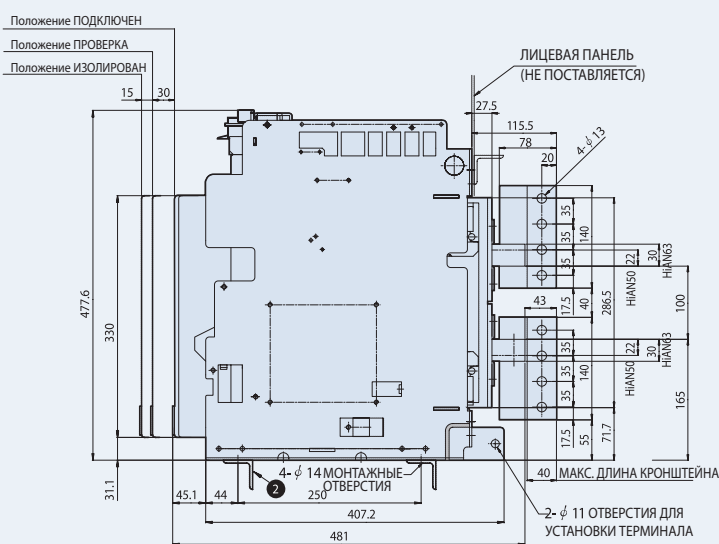 Положение ПОДКЛЮЧЕН
Положение ПРОВЕРКА
Положение ИЗОЛИРОВАН
15
30
ЛИЦЕВАЯ ПАНЕЛЬ
(НЕ ПОСТАВЛЯЕТСЯ)
27.5
115.5
78
20
4-ϕ 13
477.6
330
31.1
35
35
35
140
22
30
HiAN50
HiAN63
17.5
40
286.5
100
43
35
35
35
140
22
30
HiAN50
HiAN63
165
17.5
55
71.7
45.1
44
2
4-ϕ 14 МОНТАЖНЫЕ
ОТВЕРСТИЯ
250
407.2
481
40 МАКС. ДЛИНА КРОНШТЕЙНА
2-ϕ 11 ОТВЕРСТИЯ ДЛЯ
УСТАНОВКИ ТЕРМИНАЛА